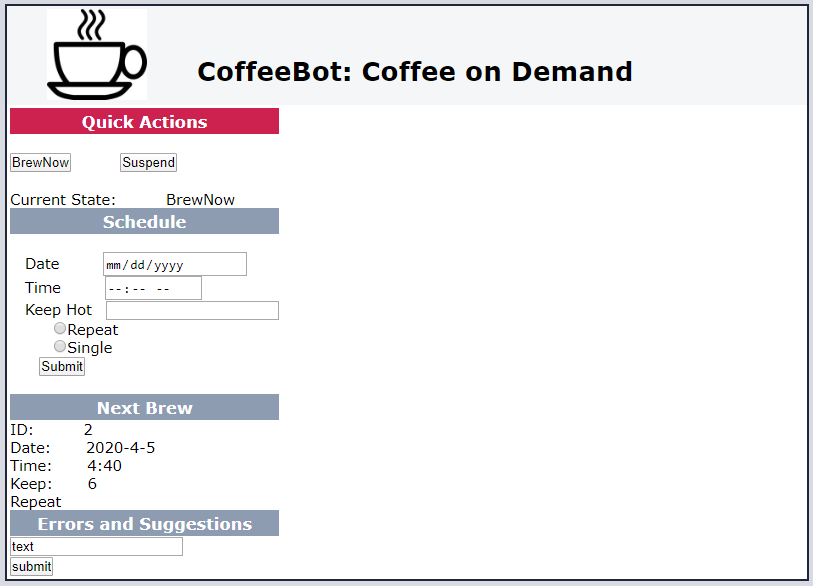 CoffeeBot: Coffee on Demand
Quick Actions
BrewNow Suspend
Current State: BrewNow
Schedule
Date mm/dd/yyyy
Time --:-- --
Keep Hot
Repeat
Single
Submit
Next Brew
ID: 2
Date: 2020-4-5
Time: 4:40
Keep: 6
Repeat
Errors and Suggestions
text
submit